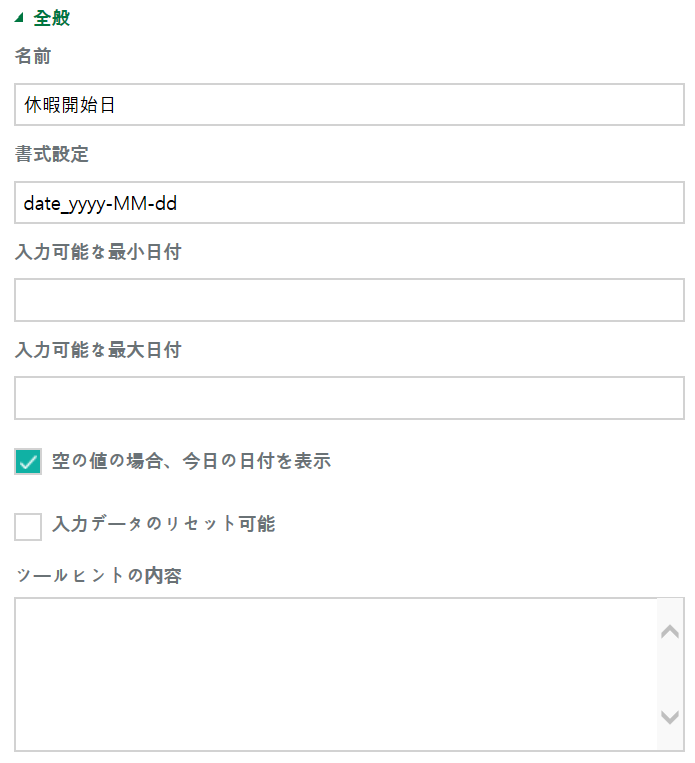 全般
名前
休暇開始日
書式設定
date_yyyy-MM-dd
入力可能な最小日付
入力可能な最大日付
空の値の場合、今日の日付を表示
入力データのリセット可能
ツールヒントの内容